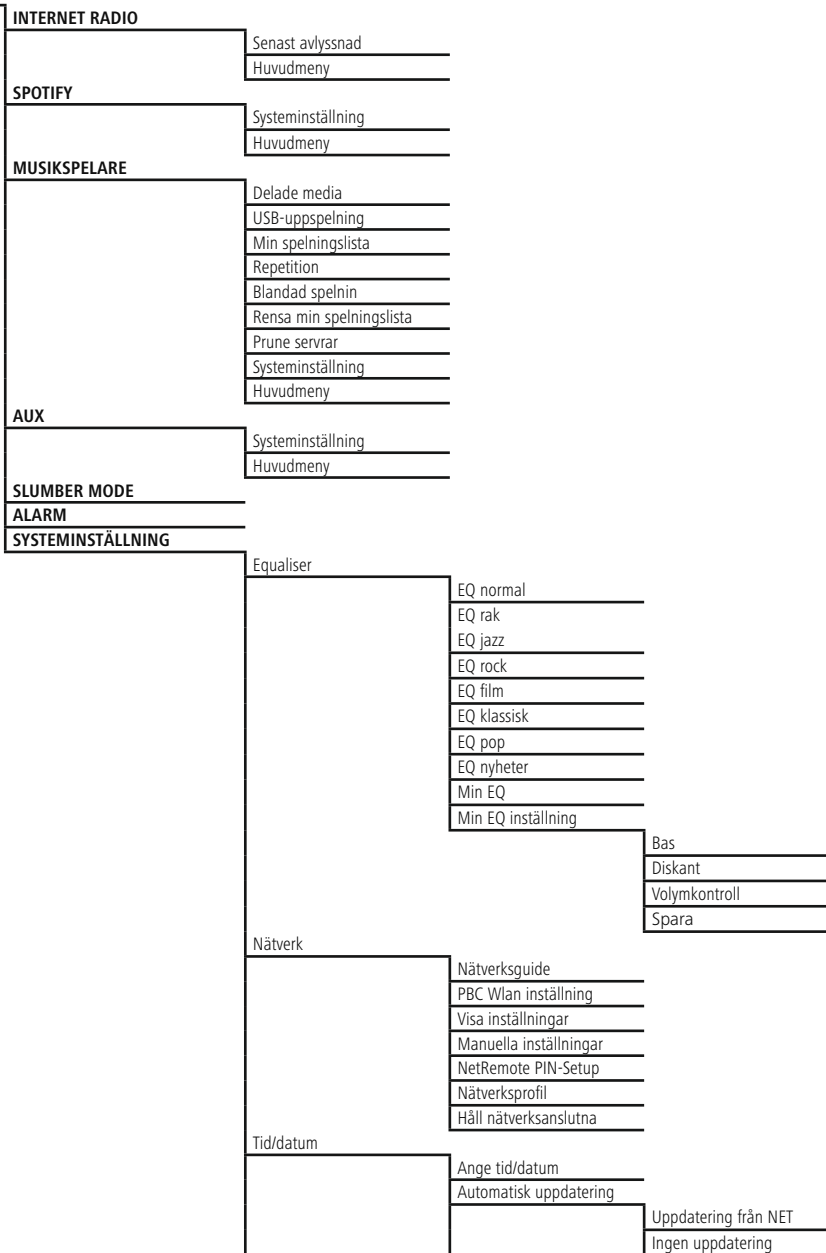 INTERNET RADIO
Senast avlyssnad
Huvudmeny
SPOTIFY
Systeminställning
Huvudmeny
MUSIKSPELARE
Delade media
USB-uppspelning
Min spelningslista
Repetition
Blandad spelnin
Rensa min spelningslista
Prune servrar
Systeminställning
Huvudmeny
AUX
Systeminställning
Huvudmeny
SLUMBER MODE
ALARM
SYSTEMINSTÄLLNING
Equaliser
EQ normal
EQ rak
EQ jazz
EQ rock
EQ film
EQ klassisk
EQ pop
EQ nyheter
Min EQ
Min EQ inställning
Bas
Diskant
Volymkontroll
Spara
Nätverk
Nätverksguide
PBC Wlan inställning
Visa inställningar
Manuella inställningar
NetRemote PIN-Setup
Nätverksprofil
Håll nätverksanslutna
Tid/datum
Ange tid/datum
Automatisk uppdatering
Uppdatering från NET
Ingen uppdatering